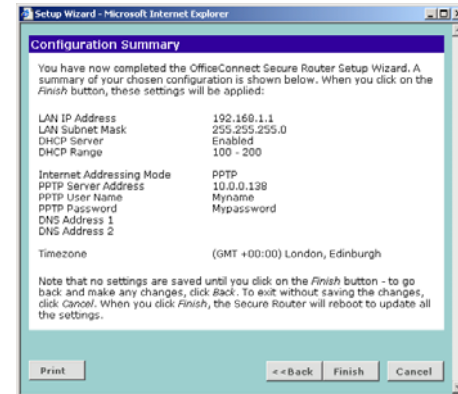 Setup Wizard - Microsoft Internet Explorer
Configuration Summary
You have now completed the OfficeConnect Secure Router Setup Wizard. A
summary of your chosen configuration is shown below. When you click on the
Finish button, these settings will be applied:
LAN IP Address 192.168.1.1
LAN Subnet Mask 255.255.255.0
DHCP Server Enabled
DHCP Range 100 - 200
Internet Addressing Mode PPTP
PPTP Server Address 10.0.0.138
PPTP User Name Myname
PPTP Password Mypassword
DNS Address 1
DNS Address 2
Timezone (GMT +00:00) London, Edinburgh
Note that no settings are saved until you click on the Finish button - to go
back and make any changes, click Back. To exit without saving the changes,
click Cancel. When you click Finish, the Secure Router will reboot to update all
the settings.
Print <<Back Finish Cancel